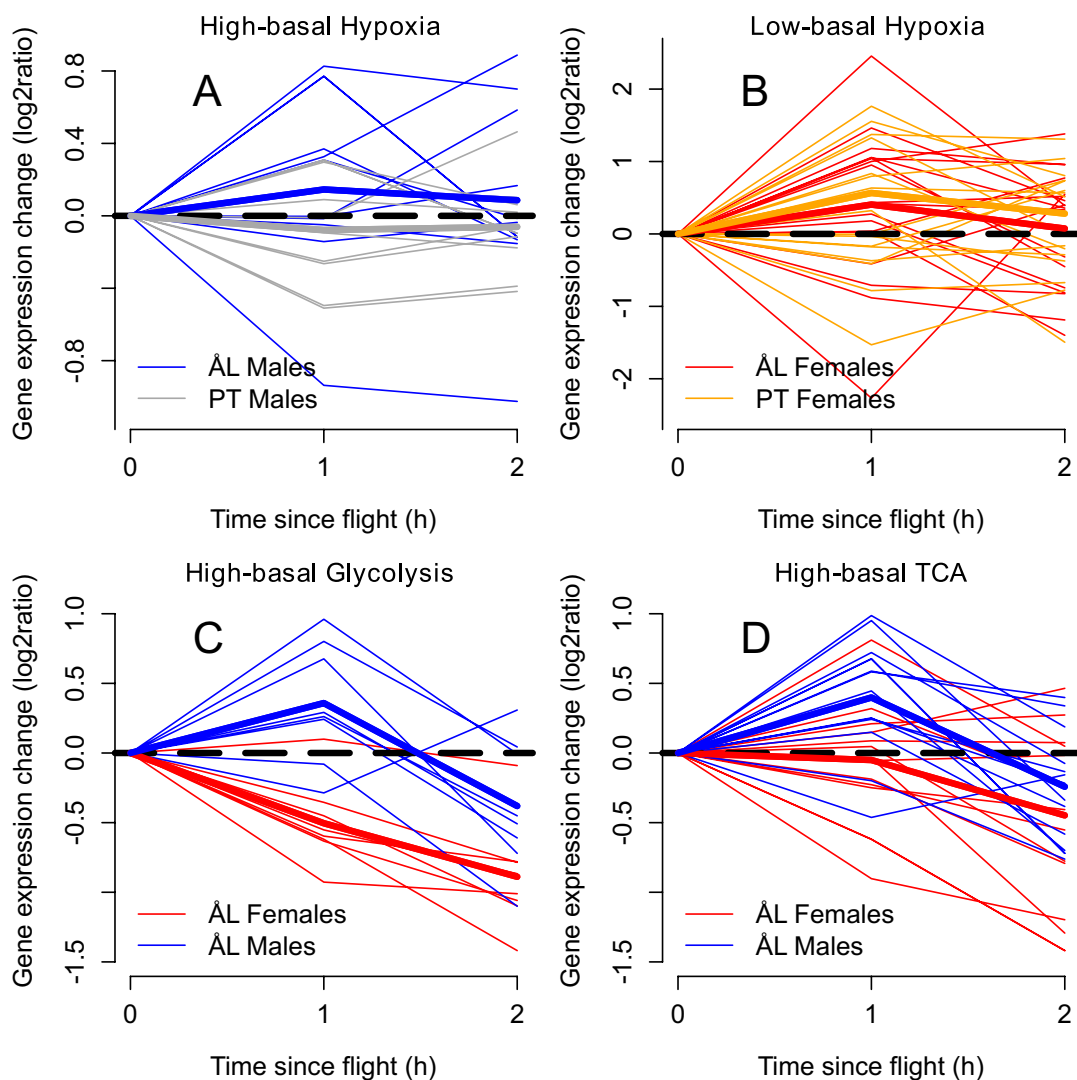 High-basal Hypoxia
A
Gene expression change (log2ratio)
0.8
0.4
0.0
-0.8
ÅL Males
PT Males
0 1 2
Time since flight (h)
Low-basal Hypoxia
B
Gene expression change (log2ratio)
2
1
0
-1
-2
ÅL Females
PT Females
0 1 2
Time since flight (h)
High-basal Glycolysis
C
Gene expression change (log2ratio)
1.0
0.5
0.0
-0.5
-1.5
ÅL Females
ÅL Males
0 1 2
Time since flight (h)
High-basal TCA
D
Gene expression change (log2ratio)
1.0
0.5
0.0
-0.5
-1.5
ÅL Females
ÅL Males
0 1 2
Time since flight (h)